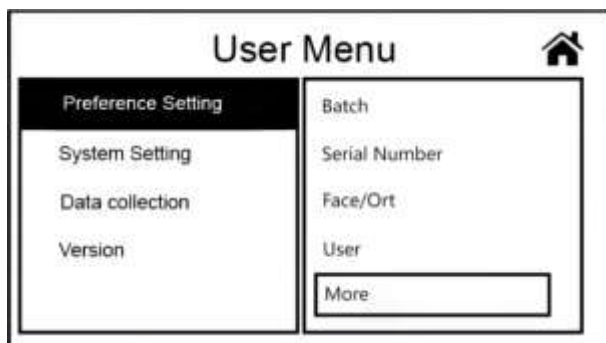 User Menu
Preference Setting
System Setting
Data collection
Version
Batch
Serial Number
Face/Ort
User
More